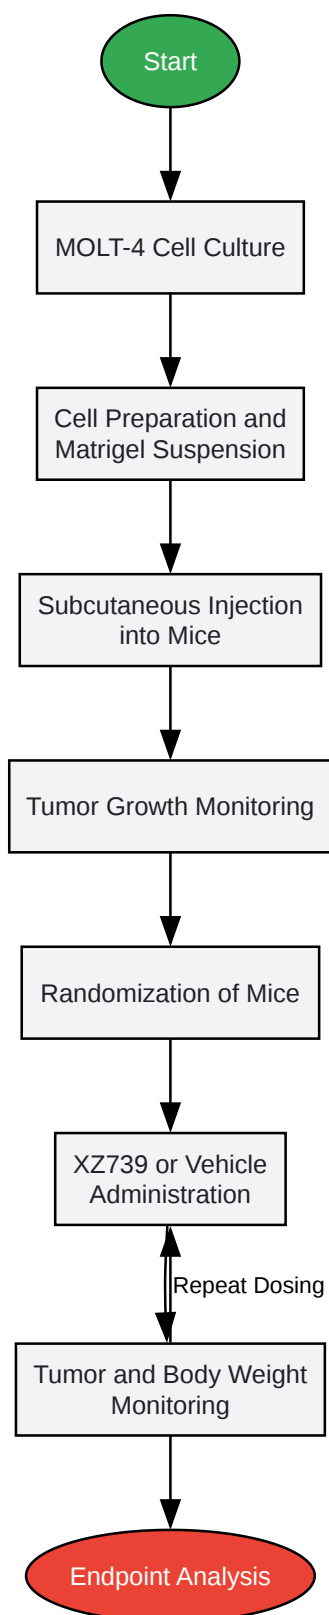 Start
MOLT-4 Cell Culture
Cell Preparation and
Matrigel Suspension
Subcutaneous Injection
into Mice
Tumor Growth Monitoring
Randomization of Mice
XZ739 or Vehicle
Administration
Repeat Dosing
Tumor and Body Weight
Monitoring
Endpoint Analysis